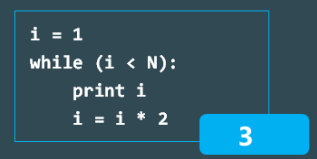 i = 1
while (i < N):
    print i
    i = i * 2
3